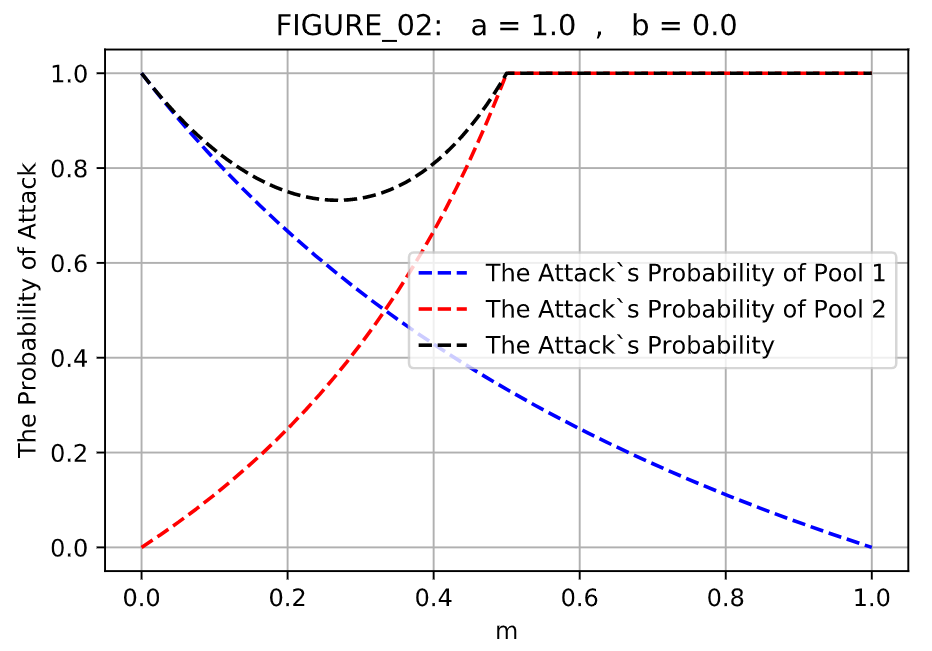 FIGURE_02:   a = 1.0  ,   b = 0.0
The Probability of Attack
1.0
0.8
0.6
0.4
0.2
0.0
The Attack`s Probability of Pool 1
The Attack`s Probability of Pool 2
The Attack`s Probability
0.0 0.2 0.4 0.6 0.8 1.0
m